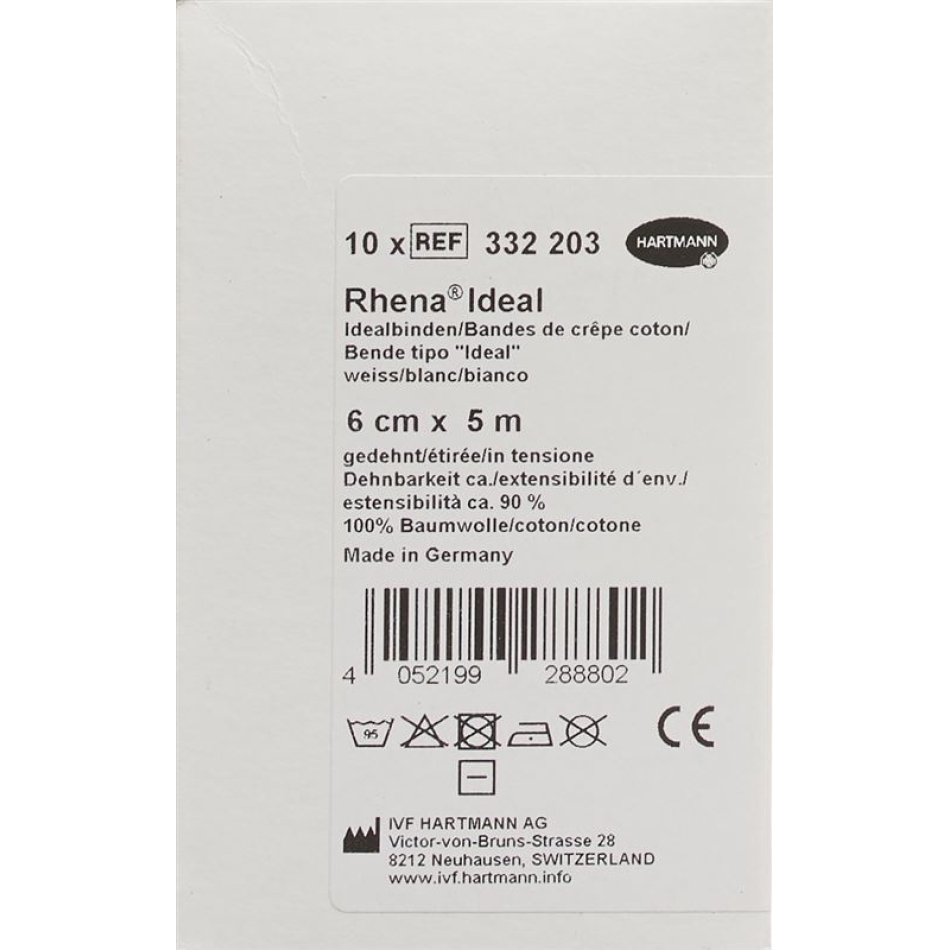 10 x REF 332 203 HARTMANN
Rhena® Ideal
Idealbinden/Bandes de crêpe coton/
Bende tipo "Ideal"
weiss/blanc/bianco
6 cm x 5 m
gedehnt/étirée/in tensione
Dehnbarkeit ca./extensibilité d´env./
estensibilità ca. 90 %
100% Baumwolle/coton/cotone
Made in Germany
4 052199 288802
95
CE
IVF HARTMANN AG
Victor-von-Bruns-Strasse 28
8212 Neuhausen, SWITZERLAND
www.ivf.hartmann.info